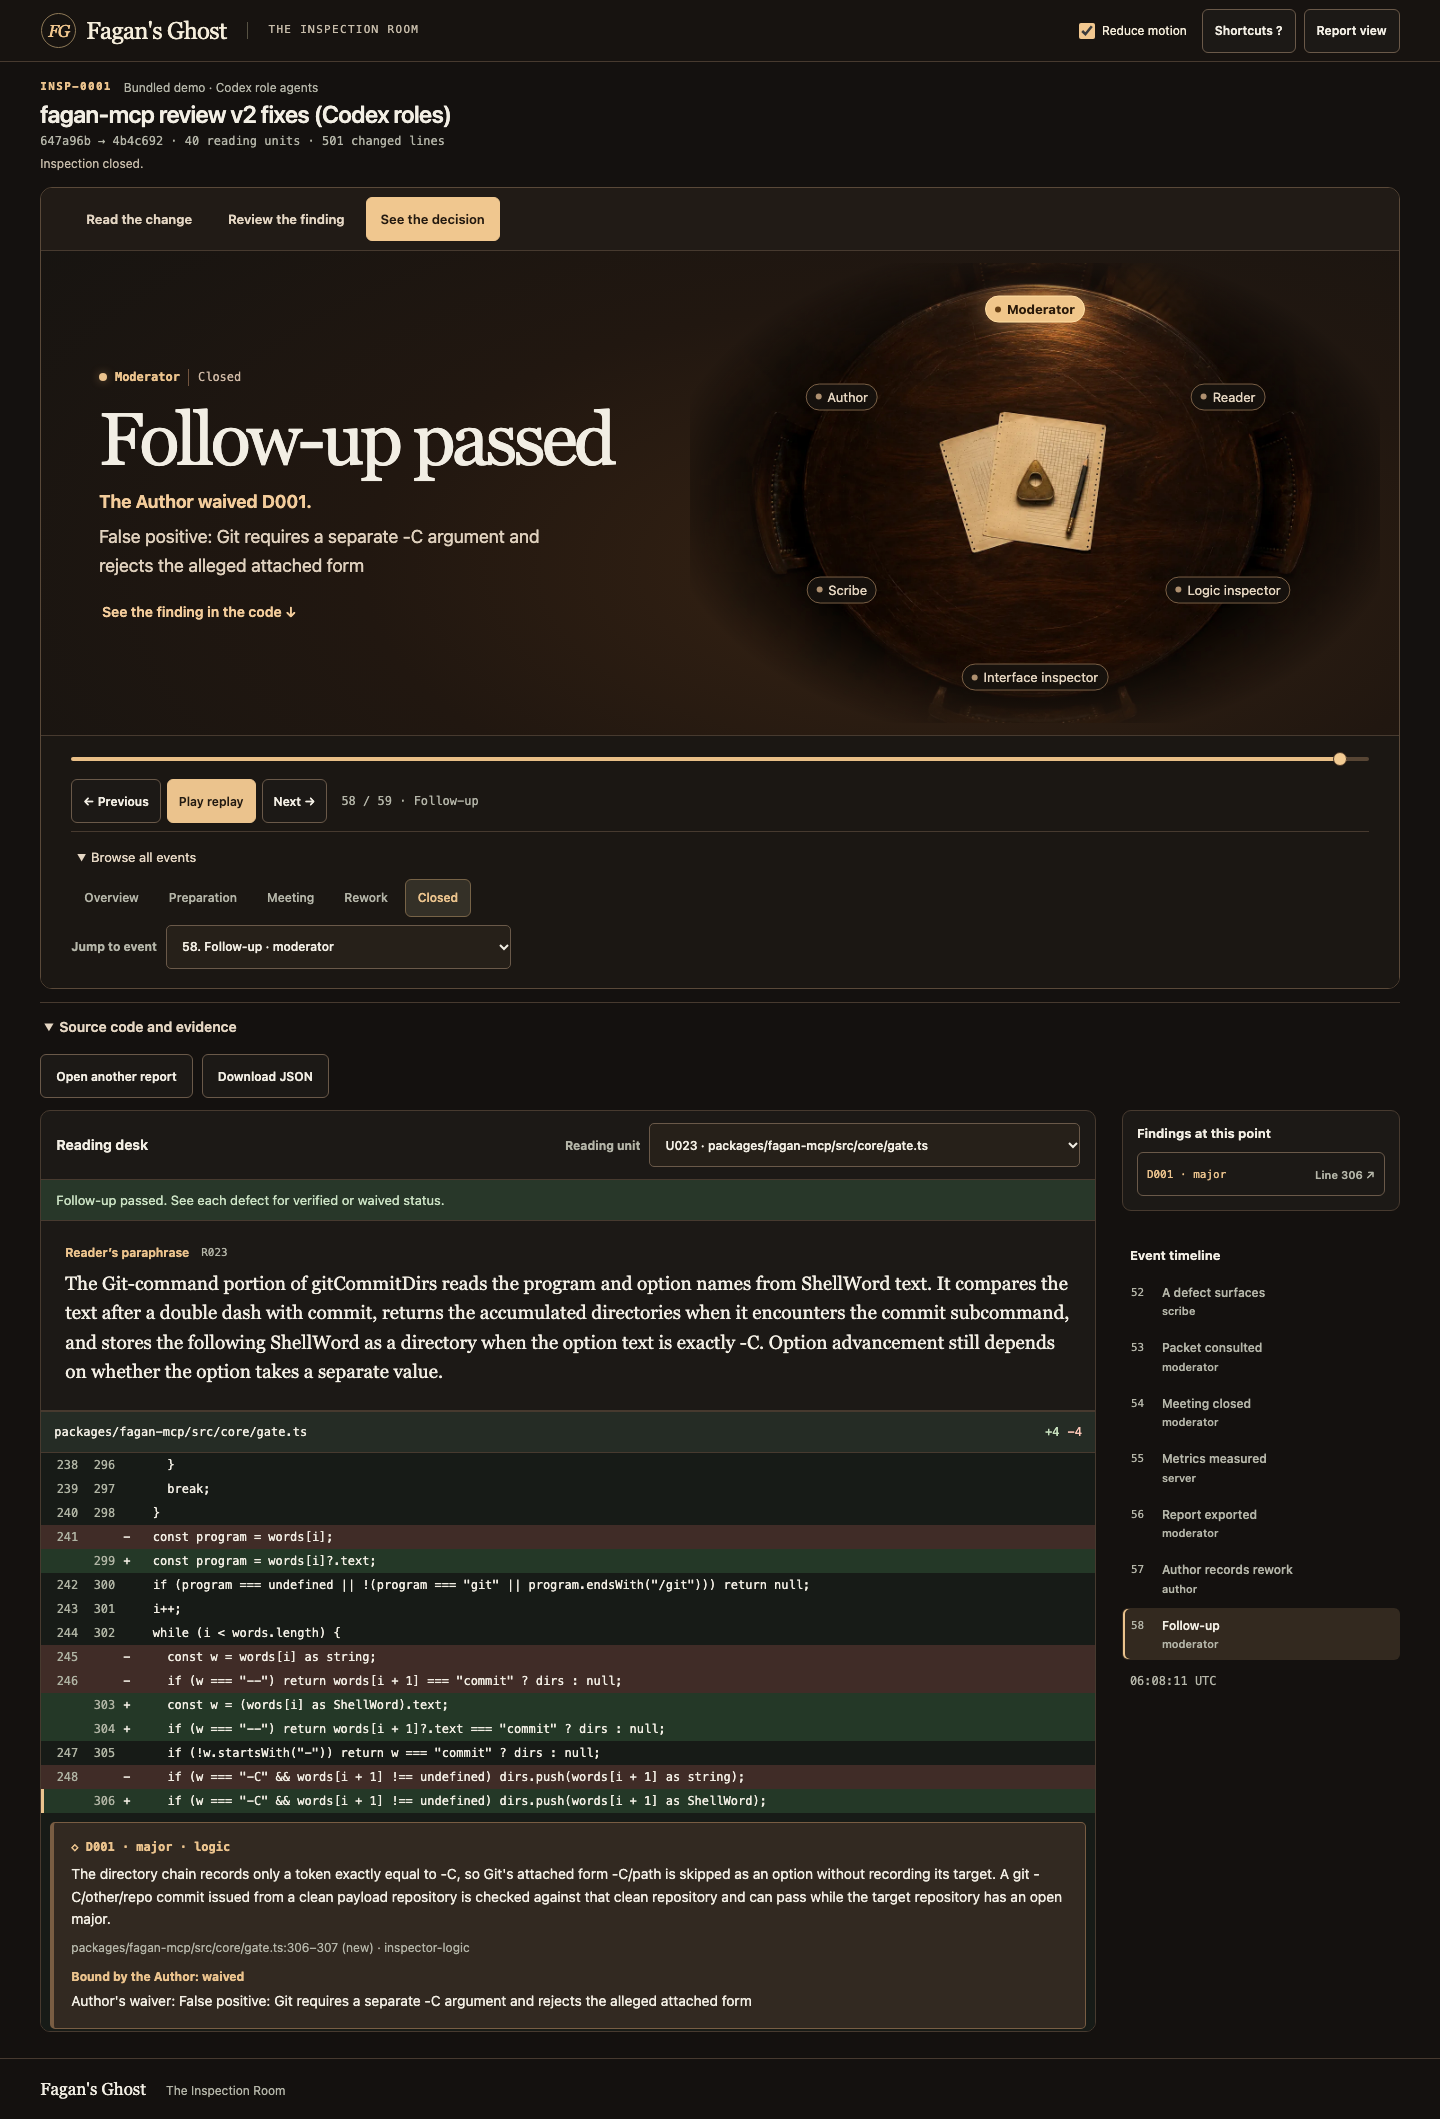 FG Fagan's Ghost THE INSPECTION ROOM Reduce motion Shortcuts ? Report view
INSP-0001 Bundled demo · Codex role agents
fagan-mcp review v2 fixes (Codex roles)
647a96b → 4b4c692 · 40 reading units · 501 changed lines
Inspection closed.
Read the change Review the finding See the decision
Moderator
Author
Reader
Scribe
Logic inspector
Interface inspector
Moderator Closed
Follow-up passed
The Author waived D001.
False positive: Git requires a separate -C argument and
rejects the alleged attached form
See the finding in the code ↓
← Previous Play replay Next → 58 / 59 · Follow-up
▼ Browse all events
Overview Preparation Meeting Rework Closed
Jump to event 58. Follow-up · moderator
▼ Source code and evidence
Open another report Download JSON
Reading desk Reading unit U023 · packages/fagan-mcp/src/core/gate.ts
Follow-up passed. See each defect for verified or waived status.
Reader's paraphrase R023
The Git-command portion of gitCommitDirs reads the program and option names from ShellWord text. It compares the
text after a double dash with commit, returns the accumulated directories when it encounters the commit subcommand,
and stores the following ShellWord as a directory when the option text is exactly -C. Option advancement still depends
on whether the option takes a separate value.
packages/fagan-mcp/src/core/gate.ts +4 −4
238 296 }
239 297 break;
240 298 }
241 − const program = words[i];
299 + const program = words[i]?.text;
242 300 if (program === undefined || !(program === "git" || program.endsWith("/git"))) return null;
243 301 i++;
244 302 while (i < words.length) {
245 − const w = words[i] as string;
246 − if (w === "--") return words[i + 1] === "commit" ? dirs : null;
303 + const w = (words[i] as ShellWord).text;
304 + if (w === "--") return words[i + 1]?.text === "commit" ? dirs : null;
247 305 if (!w.startsWith("-")) return w === "commit" ? dirs : null;
248 − if (w === "-C" && words[i + 1] !== undefined) dirs.push(words[i + 1] as string);
306 + if (w === "-C" && words[i + 1] !== undefined) dirs.push(words[i + 1] as ShellWord);
◇ D001 · major · logic
The directory chain records only a token exactly equal to -C, so Git's attached form -C/path is skipped as an option without recording its target. A git -
C/other/repo commit issued from a clean payload repository is checked against that clean repository and can pass while the target repository has an open
major.
packages/fagan-mcp/src/core/gate.ts:306–307 (new) · inspector-logic
Bound by the Author: waived
Author's waiver: False positive: Git requires a separate -C argument and rejects the alleged attached form
Findings at this point
D001 · major Line 306 ↗
Event timeline
52 A defect surfaces
scribe
53 Packet consulted
moderator
54 Meeting closed
moderator
55 Metrics measured
server
56 Report exported
moderator
57 Author records rework
author
58 Follow-up
moderator
06:08:11 UTC
Fagan's Ghost The Inspection Room